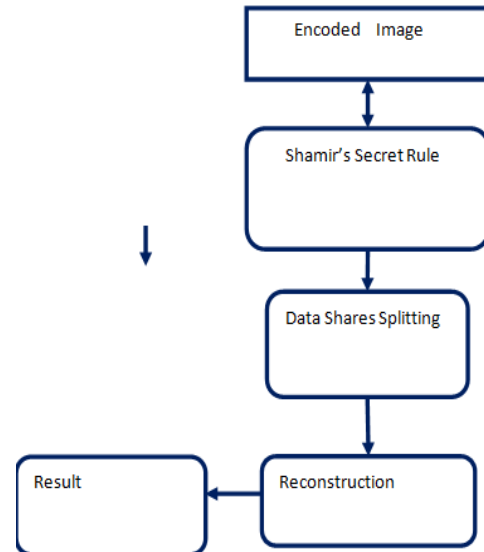 Encoded Image
Shamir's Secret Rule
Data Shares Splitting
Reconstruction
Result